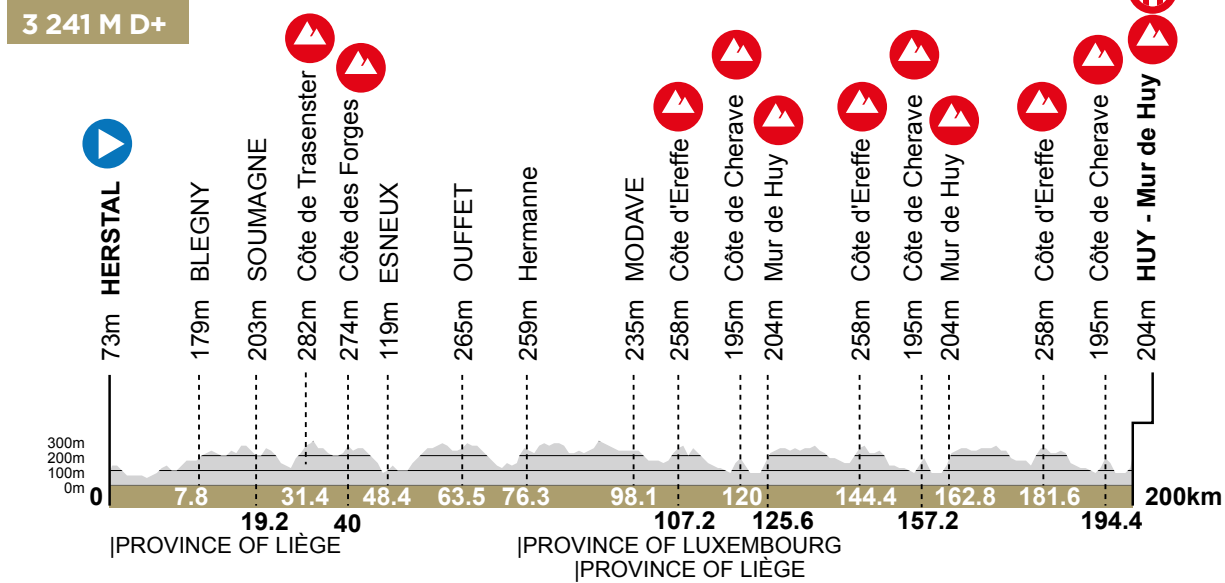 3 241 M D+
73m HERSTAL
179m BLEGNY
203m SOUMAGNE
282m Côte de Trasenster
274m Côte des Forges
119m ESNEUX
265m OUFFET
259m Hermanne
235m MODAVE
258m Côte d'Ereffe
195m Côte de Cherave
204m Mur de Huy
258m Côte d'Ereffe
195m Côte de Cherave
204m Mur de Huy
258m Côte d'Ereffe
195m Côte de Cherave
204m HUY - Mur de Huy
300m
200m
100m
0m
0 7.8 31.4 48.4 63.5 76.3 98.1 120 144.4 162.8 181.6 200km
19.2 40 107.2 125.6 157.2 194.4
|PROVINCE OF LIÈGE |PROVINCE OF LUXEMBOURG
|PROVINCE OF LIÈGE